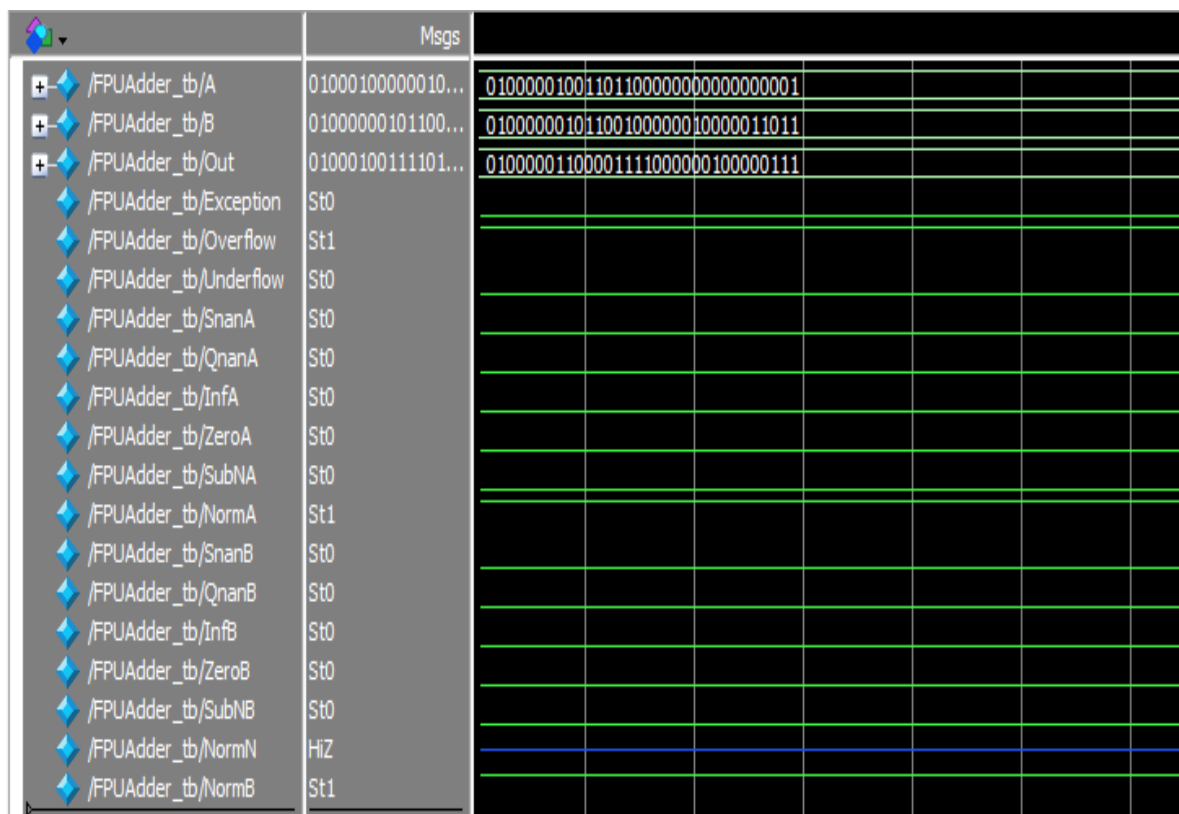 Msgs
/FPUAdder_tb/A 01000100000010... 01000001001101100000000000000001
/FPUAdder_tb/B 01000000101100... 01000000101100100000010000011011
/FPUAdder_tb/Out 01000100111101... 01000001100001111000000100000111
/FPUAdder_tb/Exception St0
/FPUAdder_tb/Overflow St1
/FPUAdder_tb/Underflow St0
/FPUAdder_tb/SnanA St0
/FPUAdder_tb/QnanA St0
/FPUAdder_tb/InfA St0
/FPUAdder_tb/ZeroA St0
/FPUAdder_tb/SubNA St0
/FPUAdder_tb/NormA St1
/FPUAdder_tb/SnanB St0
/FPUAdder_tb/QnanB St0
/FPUAdder_tb/InfB St0
/FPUAdder_tb/ZeroB St0
/FPUAdder_tb/SubNB St0
/FPUAdder_tb/NormN HiZ
/FPUAdder_tb/NormB St1